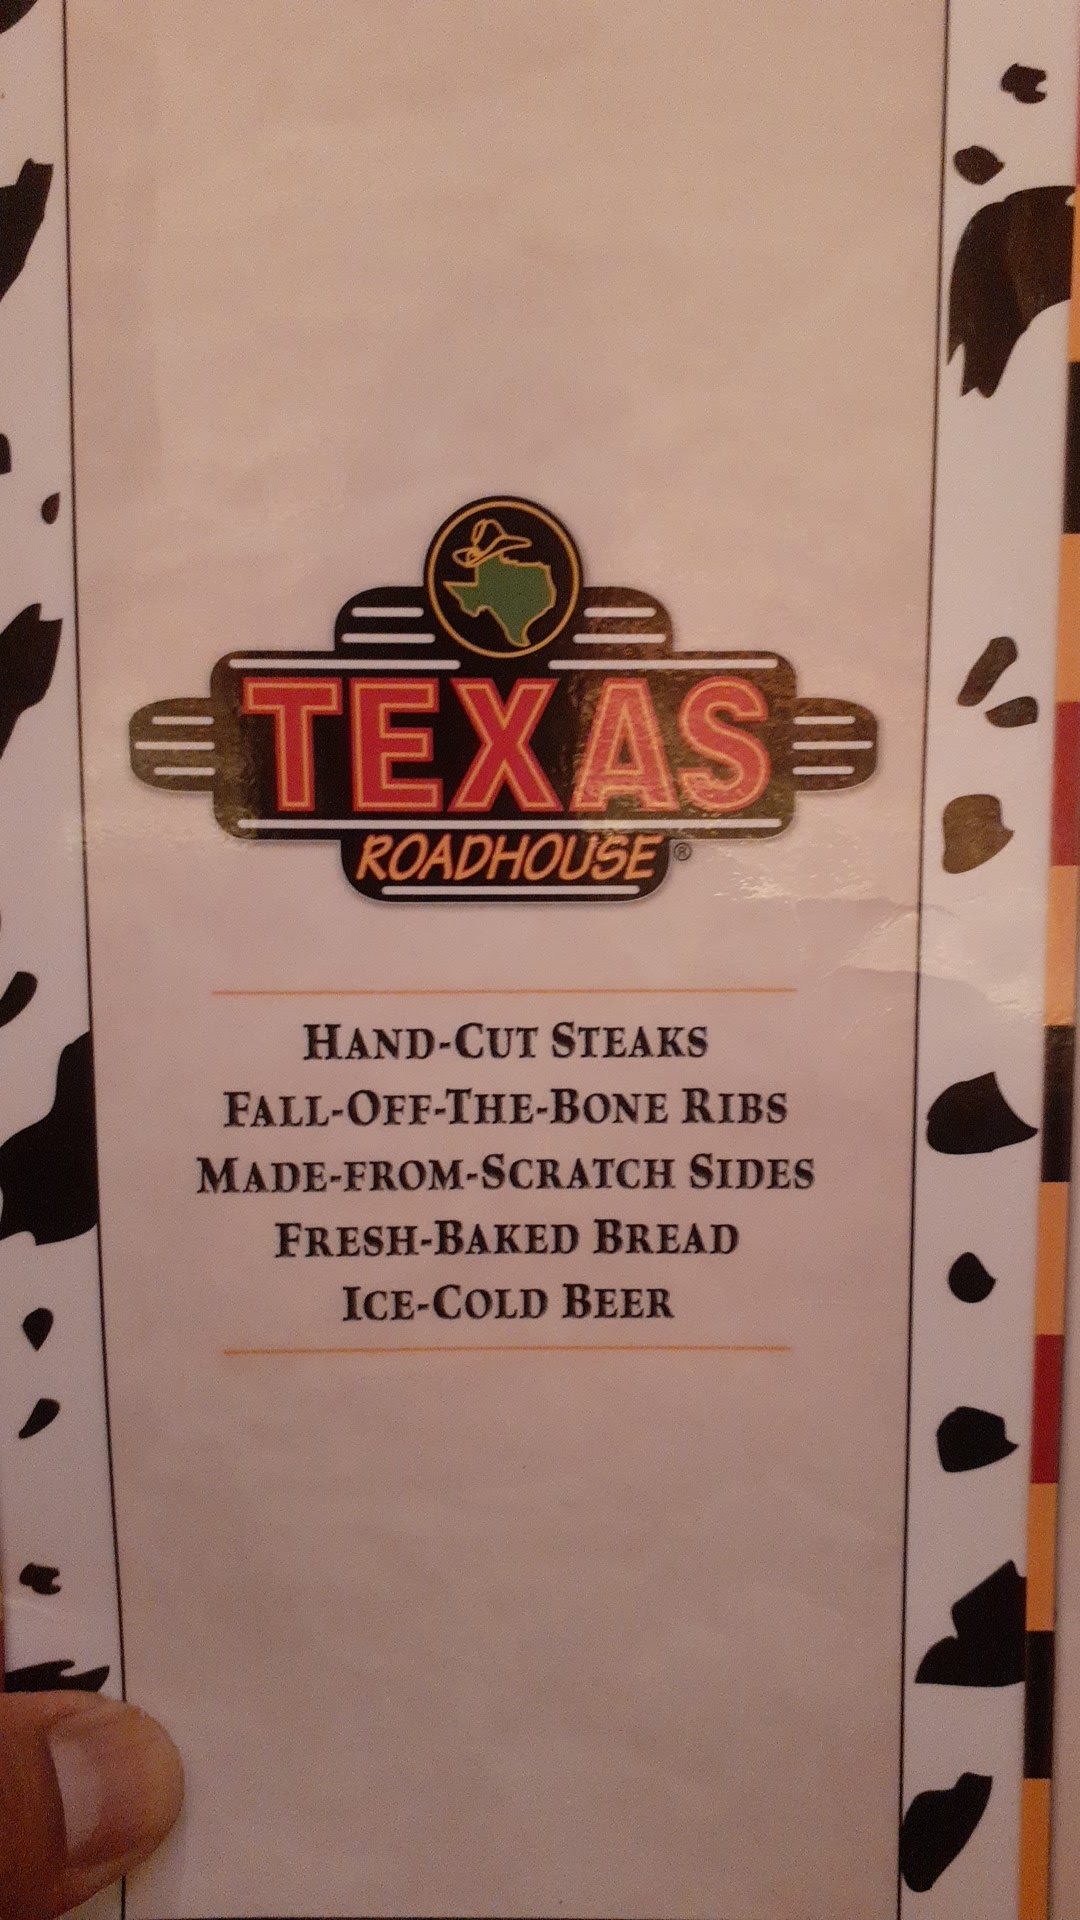 TEXAS
ROADHOUSE®
HAND-CUT STEAKS
FALL-OFF-THE-BONE RIBS
MADE-FROM-SCRATCH SIDES
FRESH-BAKED BREAD
ICE-COLD BEER